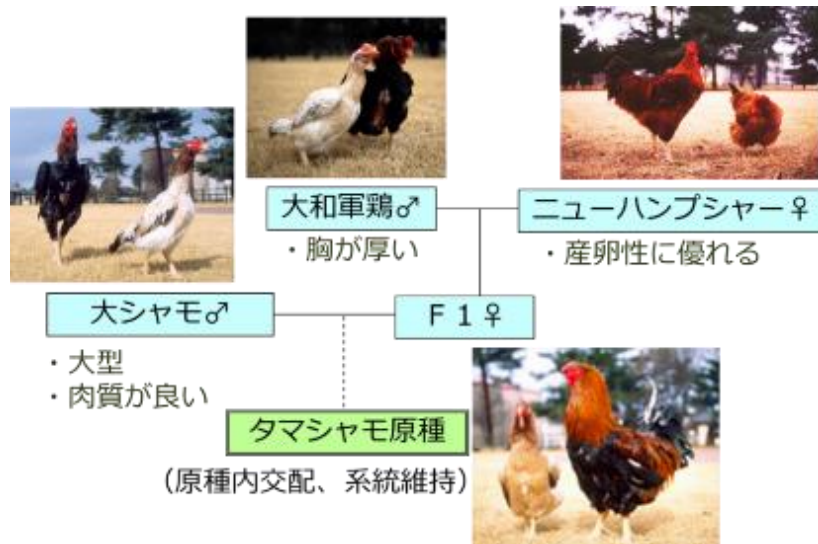 大和軍鶏♂
ニューハンプシャー♀
・胸が厚い
・産卵性に優れる
大シャモ♂
Ｆ１♀
・大型
・肉質が良い
タマシャモ原種
（原種内交配、系統維持）